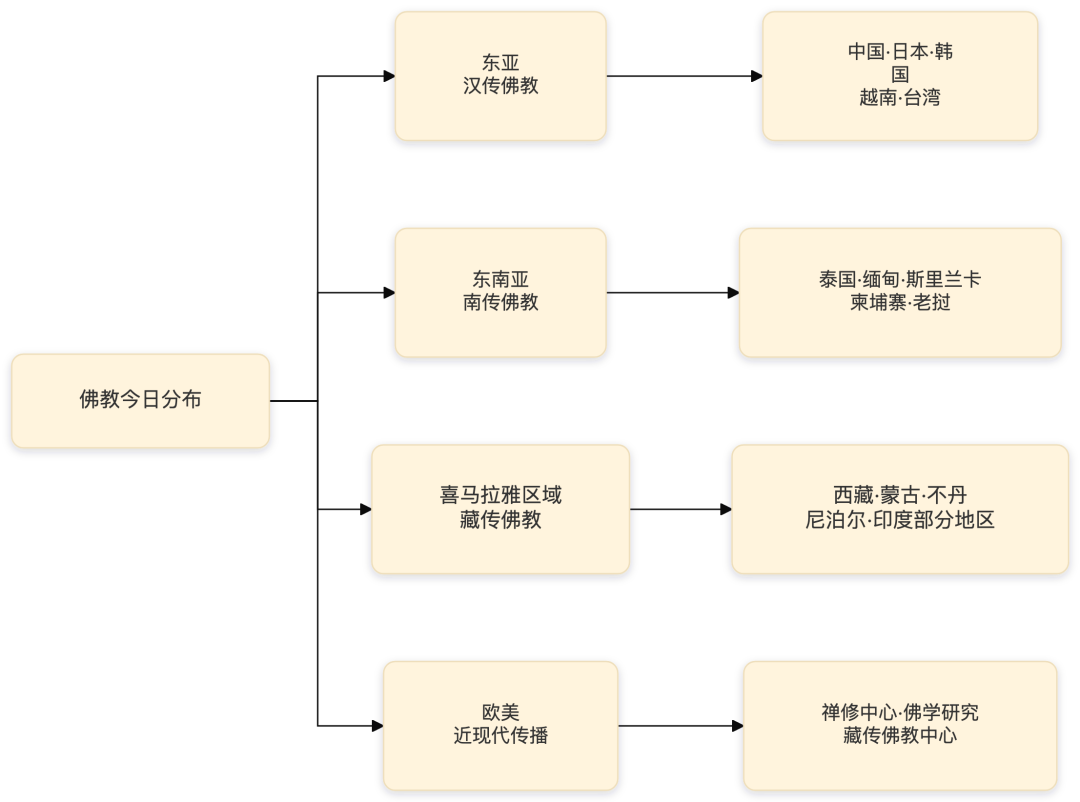 东亚
汉传佛教
中国·日本·韩
国
越南·台湾
东南亚
南传佛教
泰国·缅甸·斯里兰卡
柬埔寨·老挝
佛教今日分布
喜马拉雅区域
藏传佛教
西藏·蒙古·不丹
尼泊尔·印度部分地区
欧美
近现代传播
禅修中心·佛学研究
藏传佛教中心